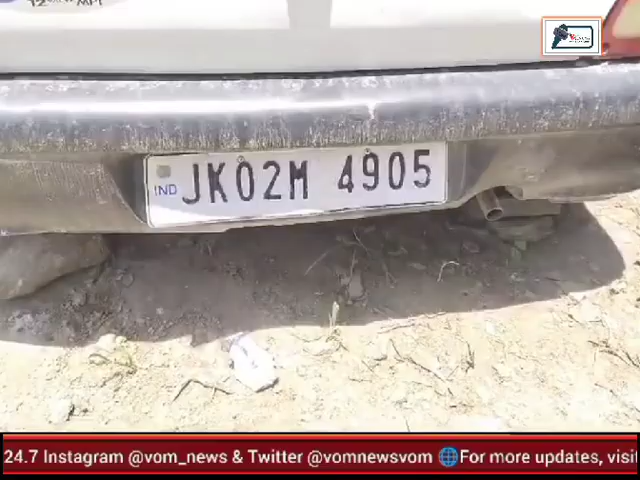 IND JK02M 4905
24.7 Instagram @vom_news & Twitter @vomnewsvom 🌐For more updates, visit